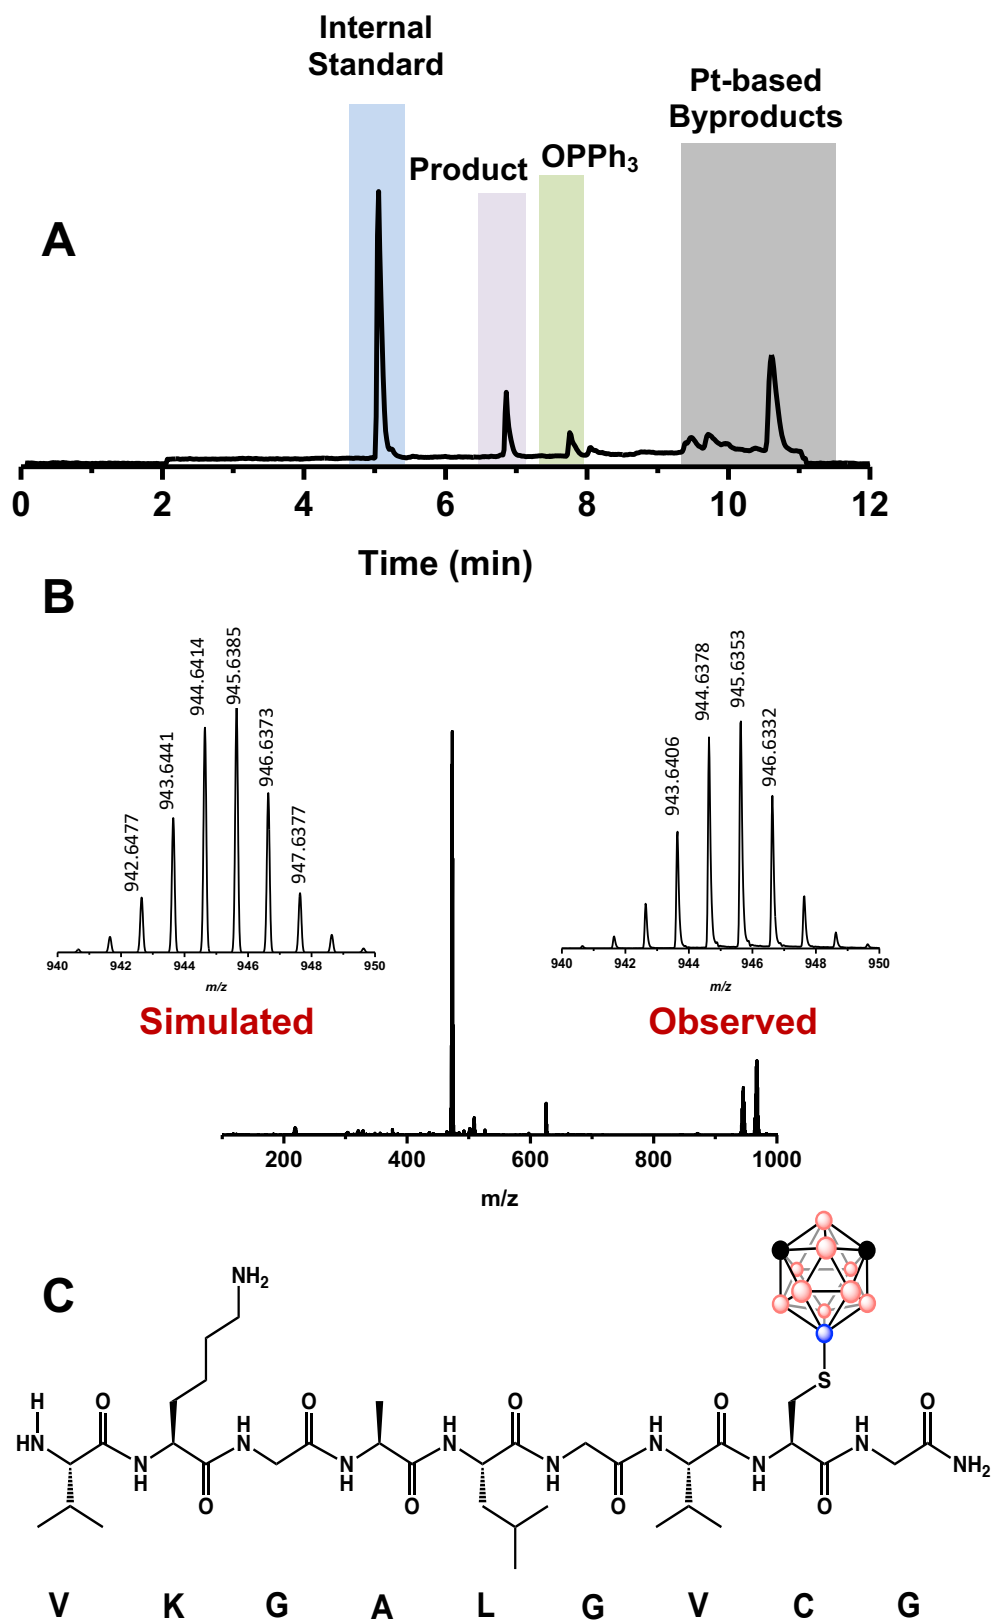 Internal
Standard
Pt-based
Byproducts
Product
OPPh₃
A
0 2 4 6 8 10 12
Time (min)
B
942.6477
943.6441
944.6414
945.6385
946.6373
947.6377
940 942 944 946 948 950
m/z
Simulated
943.6406
944.6378
945.6353
946.6332
940 942 944 946 948 950
m/z
Observed
200 400 600 800 1000
m/z
C
NH₂
S
H O H N O H N O H N O H N O
HN N H O N H O N H O N H O NH₂
V K G A L G V C G